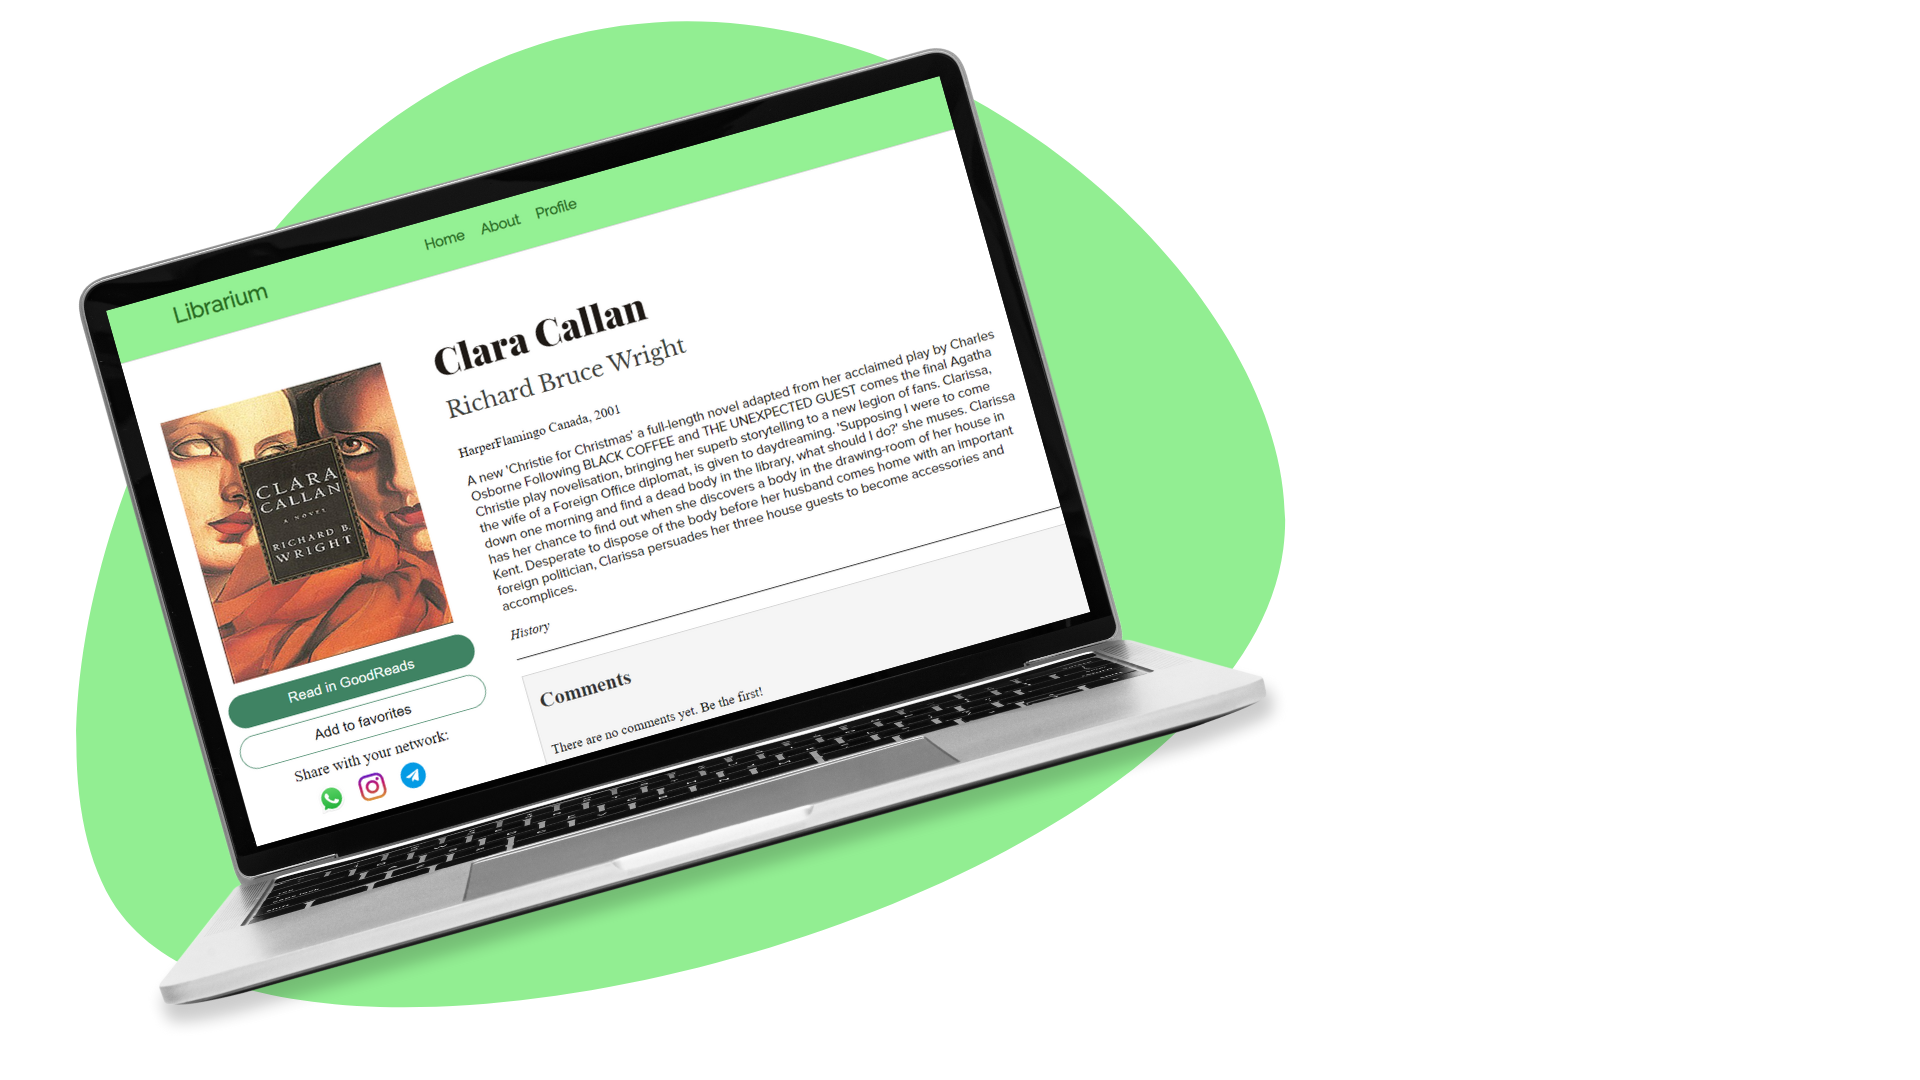 Librarium
Home About Profile
CLARA
CALLAN
A NOVEL
RICHARD B.
WRIGHT
Read in GoodReads
Add to favorites
Share with your network:
Clara Callan
Richard Bruce Wright
HarperFlamingo Canada, 2001
A new 'Christie for Christmas' a full-length novel adapted from her acclaimed play by Charles
Osborne Following BLACK COFFEE and THE UNEXPECTED GUEST comes the final Agatha
Christie play novelisation, bringing her superb storytelling to a new legion of fans. Clarissa,
the wife of a Foreign Office diplomat, is given to daydreaming. 'Supposing I were to come
down one morning and find a dead body in the library, what should I do?' she muses. Clarissa
has her chance to find out when she discovers a body in the drawing-room of her house in
Kent. Desperate to dispose of the body before her husband comes home with an important
foreign politician, Clarissa persuades her three house guests to become accessories and
accomplices.
History
Comments
There are no comments yet. Be the first!